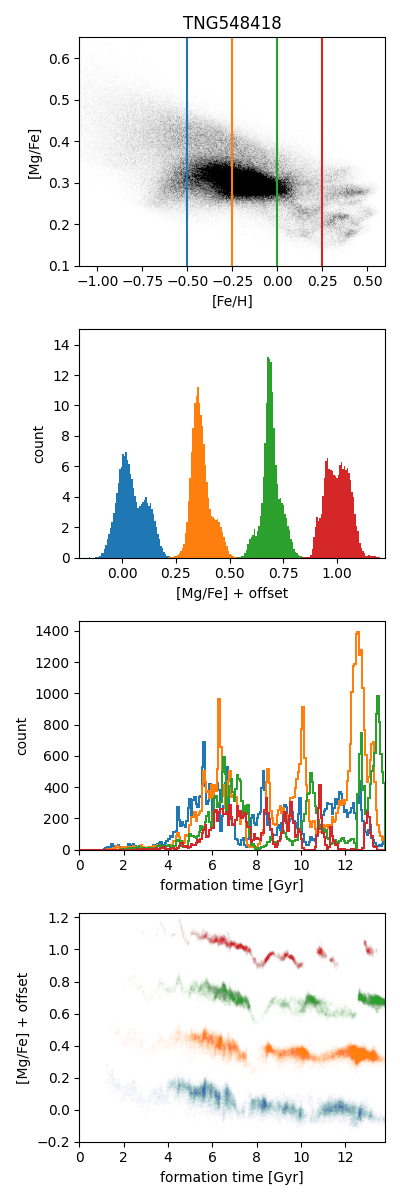 TNG548418
0.6
0.5
0.4
0.3
0.2
0.1
[Mg/Fe]
−1.00 −0.75 −0.50 −0.25 0.00 0.25 0.50
[Fe/H]
14
12
10
8
6
4
2
0
count
0.00 0.25 0.50 0.75 1.00
[Mg/Fe] + offset
1400
1200
1000
800
600
400
200
0
count
0 2 4 6 8 10 12
formation time [Gyr]
1.2
1.0
0.8
0.6
0.4
0.2
0.0
−0.2
[Mg/Fe] + offset
0 2 4 6 8 10 12
formation time [Gyr]